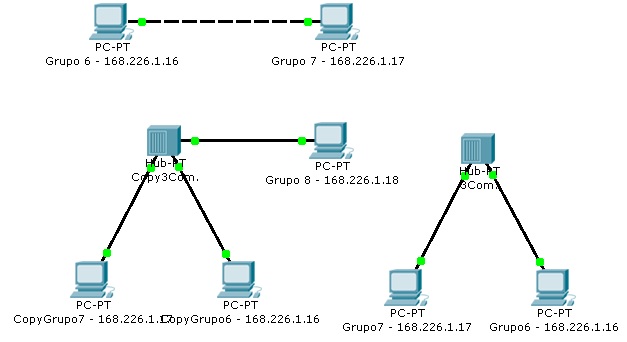 PC-PT
Grupo 6 - 168.226.1.16
PC-PT
Grupo 7 - 168.226.1.17
Hub-PT
Copy3Com.
PC-PT
Grupo 8 - 168.226.1.18
Hub-PT
3Com.
PC-PT
CopyGrupo7 - 168.226.1.17
PC-PT
CopyGrupo6 - 168.226.1.16
PC-PT
Grupo7 - 168.226.1.17
PC-PT
Grupo6 - 168.226.1.16